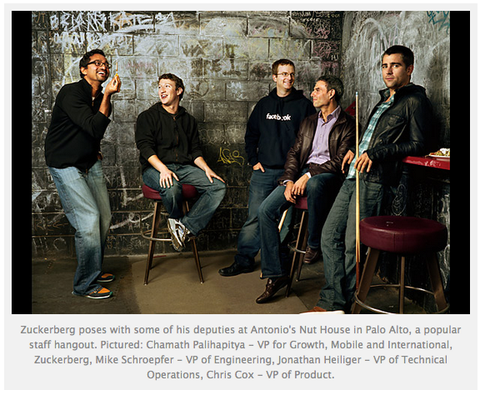 facebook
Zuckerberg poses with some of his deputies at Antonio's Nut House in Palo Alto, a popular
staff hangout. Pictured: Chamath Palihapitya – VP for Growth, Mobile and International,
Zuckerberg, Mike Schroepfer – VP of Engineering, Jonathan Heiliger – VP of Technical
Operations, Chris Cox – VP of Product.